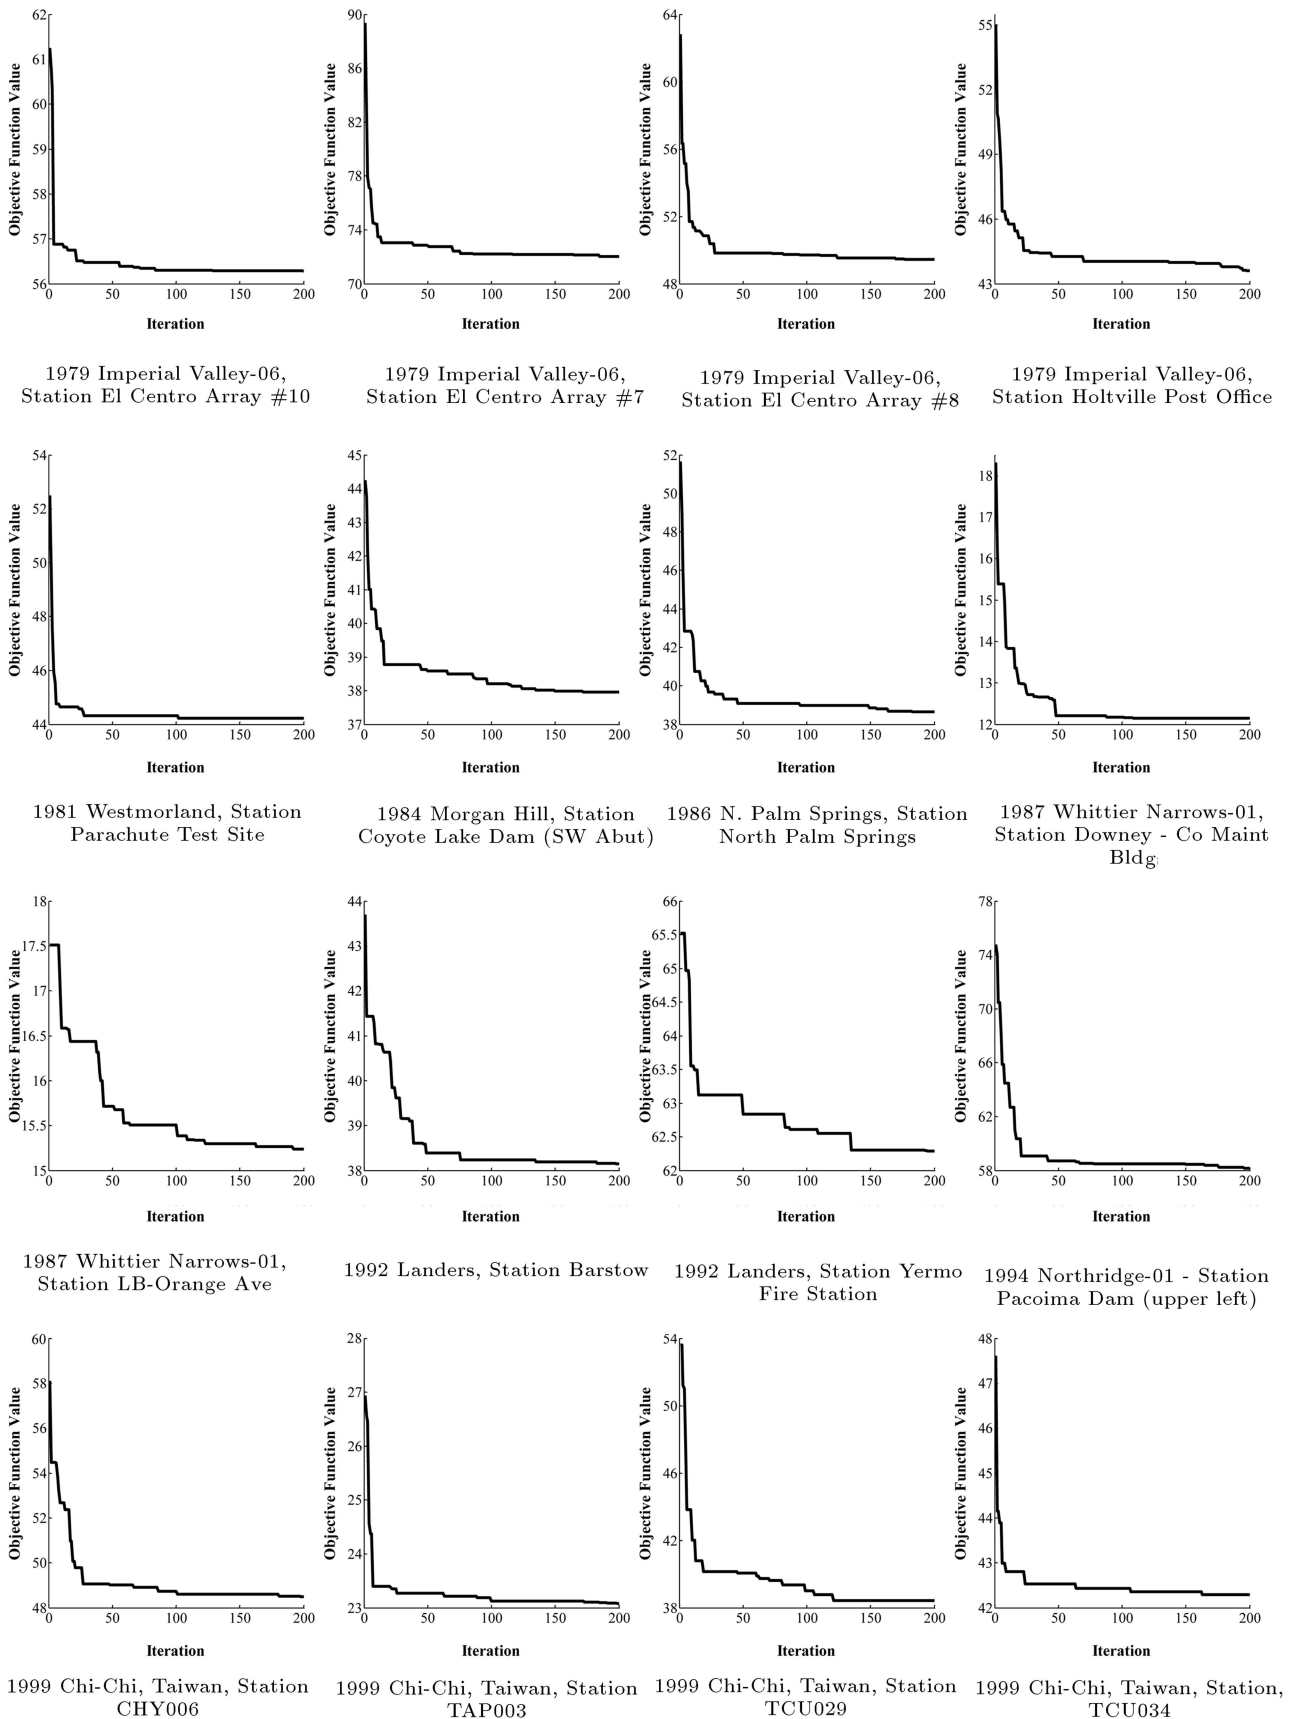 Objective Function Value
62
61
60
59
58
57
56
0 50 100 150 200
Iteration
1979 Imperial Valley-06,
Station El Centro Array #10
Objective Function Value
90
86
82
78
74
70
0 50 100 150 200
Iteration
1979 Imperial Valley-06,
Station El Centro Array #7
Objective Function Value
64
60
56
52
48
0 50 100 150 200
Iteration
1979 Imperial Valley-06,
Station El Centro Array #8
Objective Function Value
55
52
49
46
43
0 50 100 150 200
Iteration
1979 Imperial Valley-06,
Station Holtville Post Office
Objective Function Value
54
52
50
48
46
44
0 50 100 150 200
Iteration
1981 Westmorland, Station
Parachute Test Site
Objective Function Value
45
44
43
42
41
40
39
38
37
0 50 100 150 200
Iteration
1984 Morgan Hill, Station
Coyote Lake Dam (SW Abut)
Objective Function Value
52
50
48
46
44
42
40
38
0 50 100 150 200
Iteration
1986 N. Palm Springs, Station
North Palm Springs
Objective Function Value
18
17
16
15
14
13
12
0 50 100 150 200
Iteration
1987 Whittier Narrows-01,
Station Downey - Co Maint
Bldg
Objective Function Value
18
17.5
17
16.5
16
15.5
15
0 50 100 150 200
Iteration
1987 Whittier Narrows-01,
Station LB-Orange Ave
Objective Function Value
44
43
42
41
40
39
38
0 50 100 150 200
Iteration
1992 Landers, Station Barstow
Objective Function Value
66
65.5
65
64.5
64
63.5
63
62.5
62
0 50 100 150 200
Iteration
1992 Landers, Station Yermo
Fire Station
Objective Function Value
78
74
70
66
62
58
0 50 100 150 200
Iteration
1994 Northridge-01 - Station
Pacoima Dam (upper left)
Objective Function Value
60
58
56
54
52
50
48
0 50 100 150 200
Iteration
1999 Chi-Chi, Taiwan, Station
CHY006
Objective Function Value
28
27
26
25
24
23
0 50 100 150 200
Iteration
1999 Chi-Chi, Taiwan, Station
TAP003
Objective Function Value
54
50
46
42
38
0 50 100 150 200
Iteration
1999 Chi-Chi, Taiwan, Station
TCU029
Objective Function Value
48
47
46
45
44
43
42
0 50 100 150 200
Iteration
1999 Chi-Chi, Taiwan, Station,
TCU034